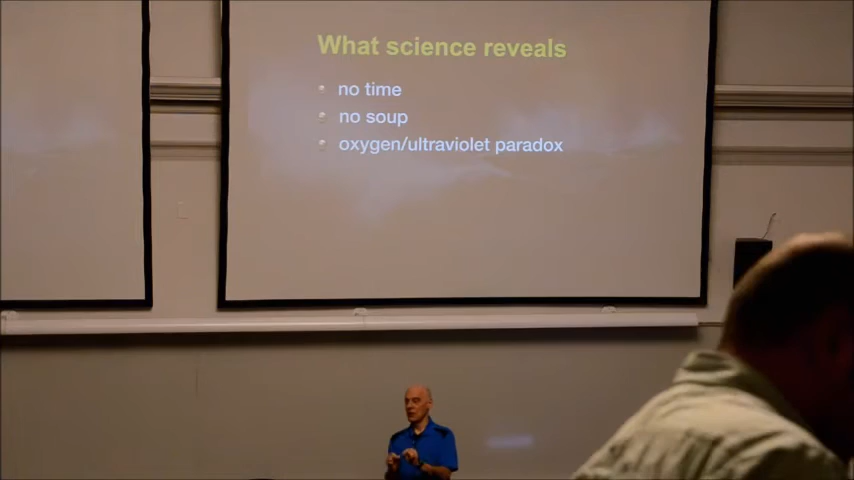 What science reveals
no time
no soup
oxygen/ultraviolet paradox